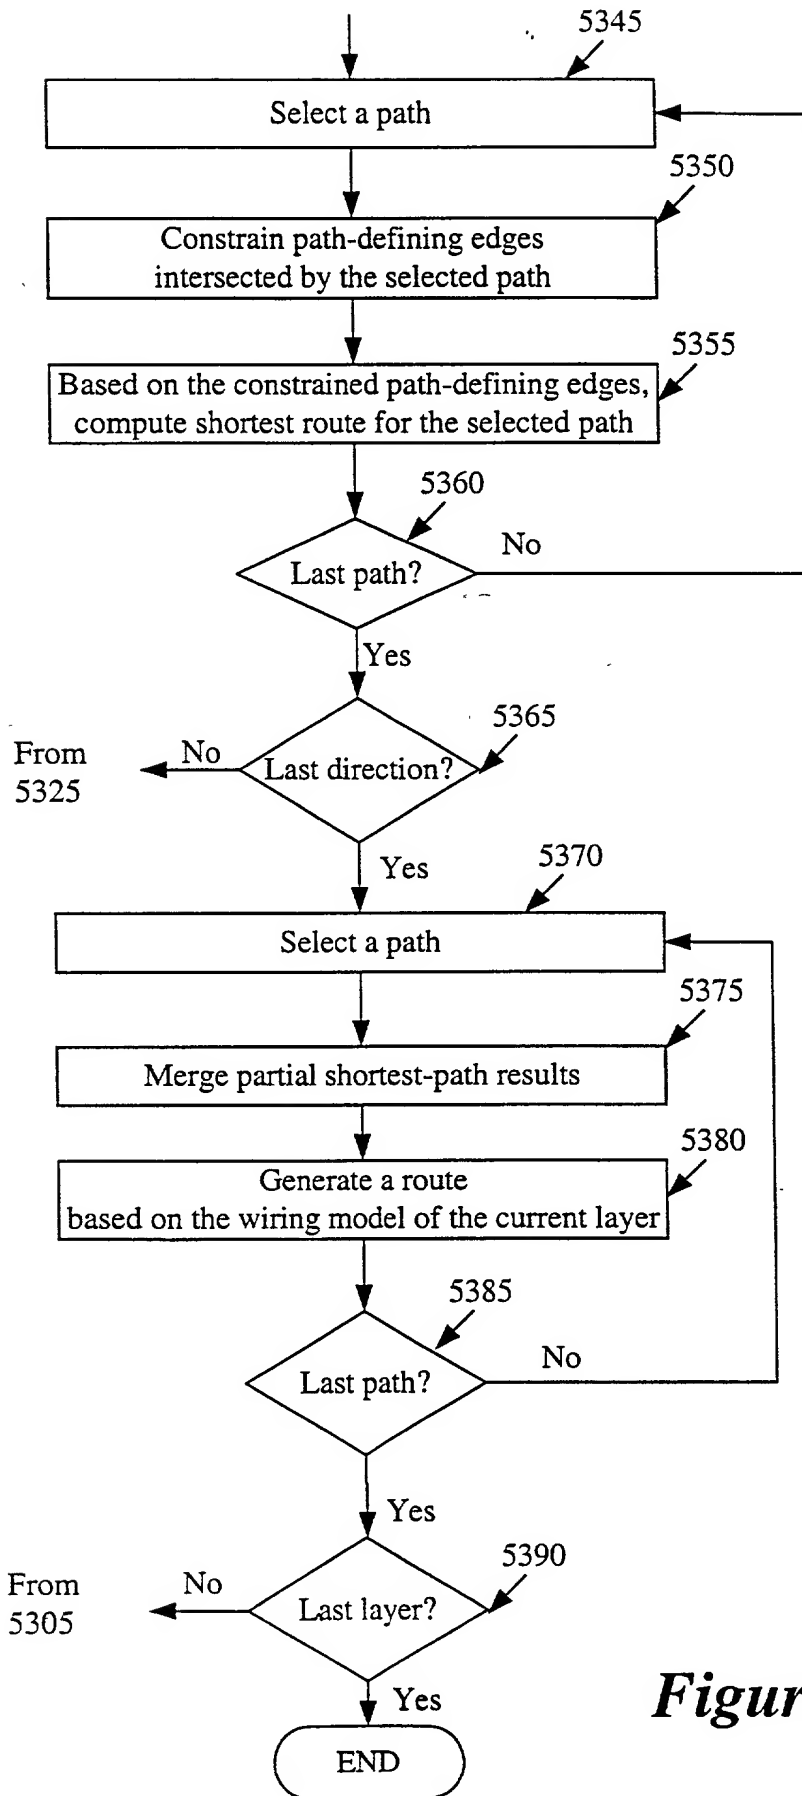 5345
Select a path
5350
Constrain path-defining edges
intersected by the selected path
5355
Based on the constrained path-defining edges,
compute shortest route for the selected path
5360
Last path?
No
Yes
5365
From
5325
No
Last direction?
Yes
5370
Select a path
5375
Merge partial shortest-path results
5380
Generate a route
based on the wiring model of the current layer
5385
Last path?
No
Yes
5390
From
5305
No
Last layer?
Yes
Figur
END